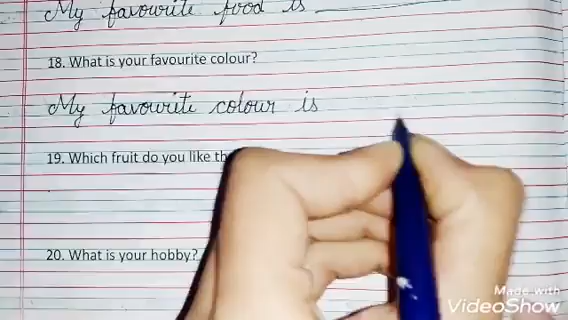 My favourite food is
18. What is your favourite colour?
My favourite colour is
19. Which fruit do you like
20. What is your hobby?
Made with
VideoShow